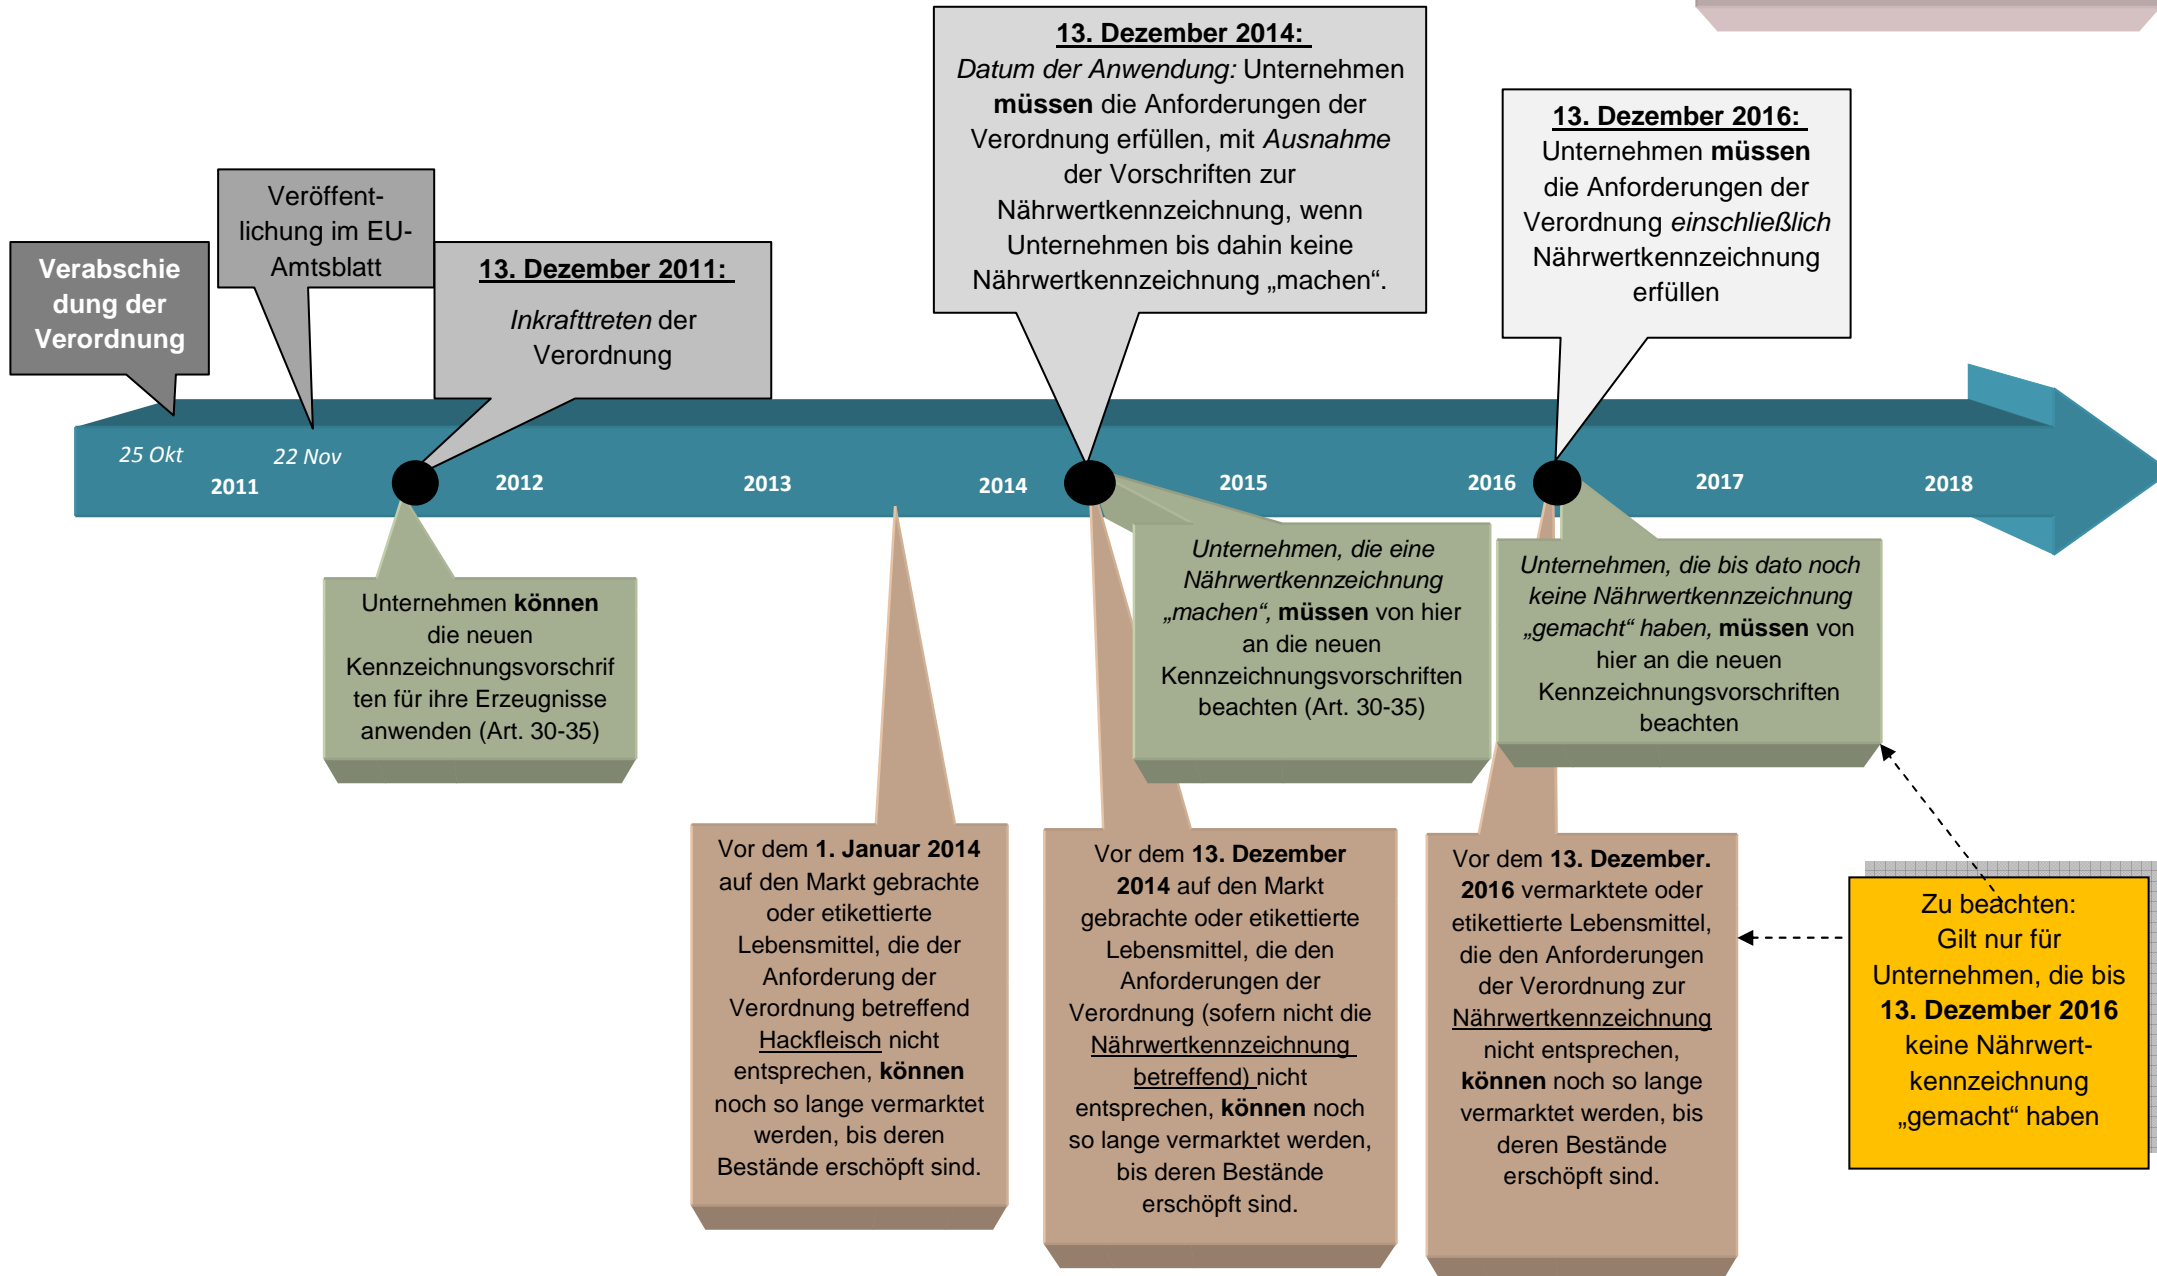 13. Dezember 2014:
Datum der Anwendung: Unternehmen
müssen die Anforderungen der
Verordnung erfüllen, mit Ausnahme
der Vorschriften zur
Nährwertkennzeichnung, wenn
Unternehmen bis dahin keine
Nährwertkennzeichnung „machen“.
13. Dezember 2016:
Unternehmen müssen
die Anforderungen der
Verordnung einschließlich
Nährwertkennzeichnung
erfüllen
Veröffent-
lichung im EU-
Amtsblatt
Verabschie
dung der
Verordnung
13. Dezember 2011:
Inkrafttreten der
Verordnung
25 Okt
22 Nov
2011
2012
2013
2014
2015
2016
2017
2018
Unternehmen können
die neuen
Kennzeichnungsvorschrif
ten für ihre Erzeugnisse
anwenden (Art. 30-35)
Unternehmen, die eine
Nährwertkennzeichnung
„machen“, müssen von hier
an die neuen
Kennzeichnungsvorschriften
beachten (Art. 30-35)
Unternehmen, die bis dato noch
keine Nährwertkennzeichnung
„gemacht“ haben, müssen von
hier an die neuen
Kennzeichnungsvorschriften
beachten
Vor dem 1. Januar 2014
auf den Markt gebrachte
oder etikettierte
Lebensmittel, die der
Anforderung der
Verordnung betreffend
Hackfleisch nicht
entsprechen, können
noch so lange vermarktet
werden, bis deren
Bestände erschöpft sind.
Vor dem 13. Dezember
2014 auf den Markt
gebrachte oder etikettierte
Lebensmittel, die den
Anforderungen der
Verordnung (sofern nicht die
Nährwertkennzeichnung
betreffend) nicht
entsprechen, können noch
so lange vermarktet werden,
bis deren Bestände
erschöpft sind.
Vor dem 13. Dezember.
2016 vermarktete oder
etikettierte Lebensmittel,
die den Anforderungen
der Verordnung zur
Nährwertkennzeichnung
nicht entsprechen,
können noch so lange
vermarktet werden, bis
deren Bestände
erschöpft sind.
Zu beachten:
Gilt nur für
Unternehmen, die bis
13. Dezember 2016
keine Nährwert-
kennzeichnung
„gemacht“ haben